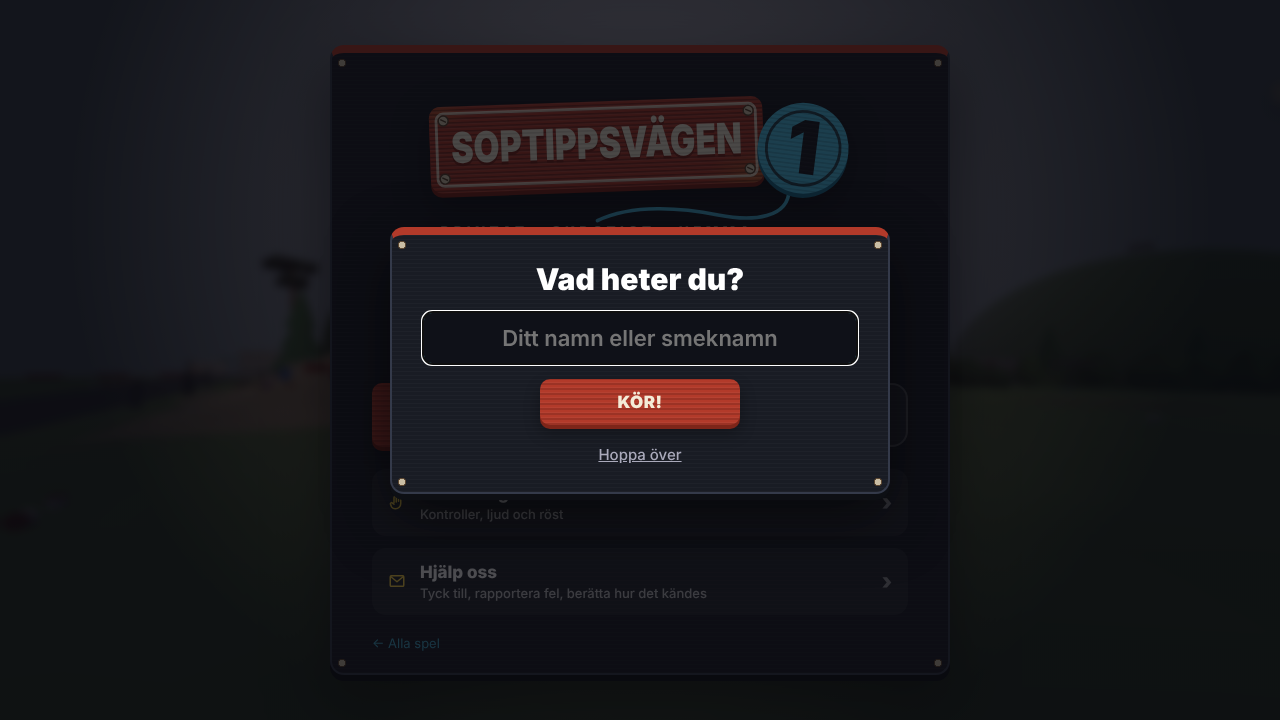 SOPTIPPSVÄGEN
1
Vad heter du?
Ditt namn eller smeknamn
KÖR!
Hoppa över
Kontroller, ljud och röst
Hjälp oss
Tyck till, rapportera fel, berätta hur det kändes
← Alla spel